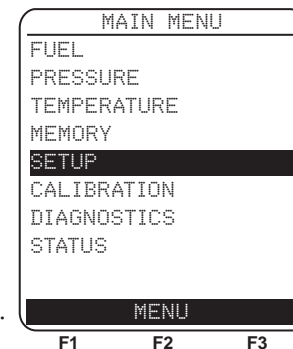 MAIN MENU
FUEL
PRESSURE
TEMPERATURE
MEMORY
SETUP
CALIBRATION
DIAGNOSTICS
STATUS
.
MENU
F1 F2 F3